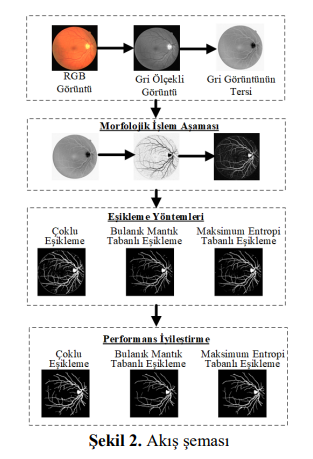 RGB
Görüntü
Gri Ölçekli
Görüntü
Gri Görüntünün
Tersi
Morfolojik İşlem Aşaması
Eşikleme Yöntemleri
Çoklu
Eşikleme
Bulanık Mantık
Tabanlı Eşikleme
Maksimum Entropi
Tabanlı Eşikleme
Performans İyileştirme
Çoklu
Eşikleme
Bulanık Mantık
Tabanlı Eşikleme
Maksimum Entropi
Tabanlı Eşikleme
Şekil 2. Akış şeması